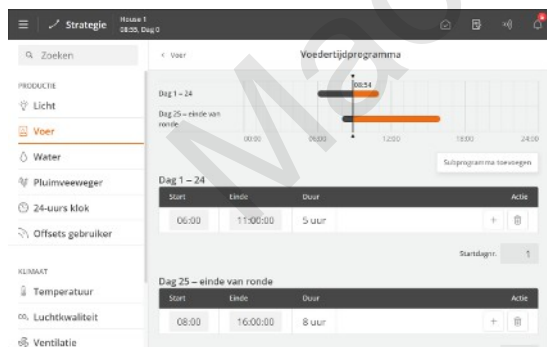 Strategie
House 1
08:55, Dag 0
Zoeken
< Voer
Voedertijdprogramma
PRODUCTIE
Licht
Voer
Water
Pluimveeweger
24-uurs klok
Offsets gebruiker
KLIMAAT
Temperatuur
Luchtkwaliteit
Ventilatie
08:54
Dag 1 – 24
Dag 25 – einde van
ronde
00:00 06:00 12:00 18:00 24:00
Subprogramma toevoegen
Dag 1 – 24
Start Einde Duur Actie
06:00 11:00:00 5 uur +
Startdagnr. 1
Dag 25 – einde van ronde
Start Einde Duur Actie
08:00 16:00:00 8 uur +